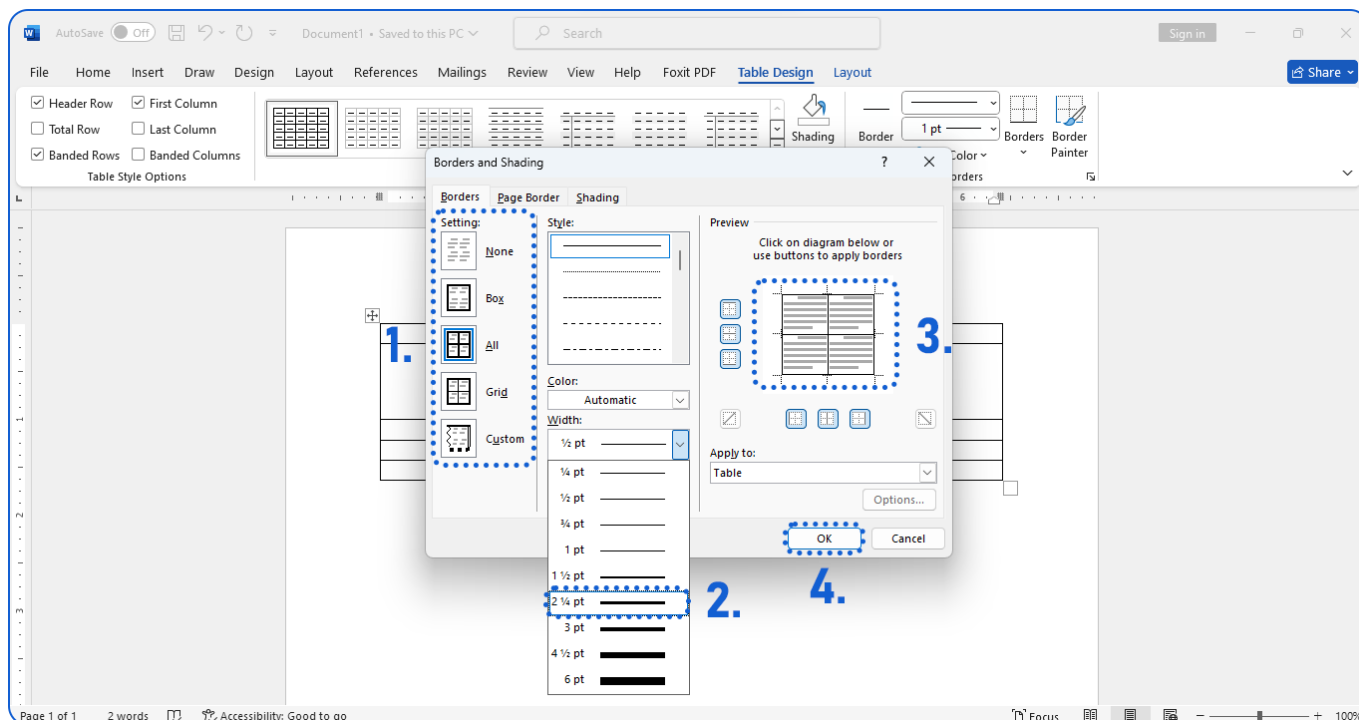 AutoSave Off Document1 • Saved to this PC Search Sign in
File Home Insert Draw Design Layout References Mailings Review View Help Foxit PDF Table Design Layout Share
Header Row First Column
Total Row Last Column
Banded Rows Banded Columns
Table Style Options
Shading
Border
1 pt
Borders
Border
Painter
Borders and Shading ? ×
Borders Page Border Shading
Setting:
None
Box
All
Grid
Custom
1.
Style:
Color:
Automatic
Width:
½ pt
¼ pt
½ pt
¾ pt
1 pt
1 ½ pt
2 ¼ pt
3 pt
4 ½ pt
6 pt
2.
Preview
Click on diagram below or
use buttons to apply borders
3.
Apply to:
Table
Options...
OK Cancel
4.
Page 1 of 1 2 words Accessibility: Good to go Focus 100%